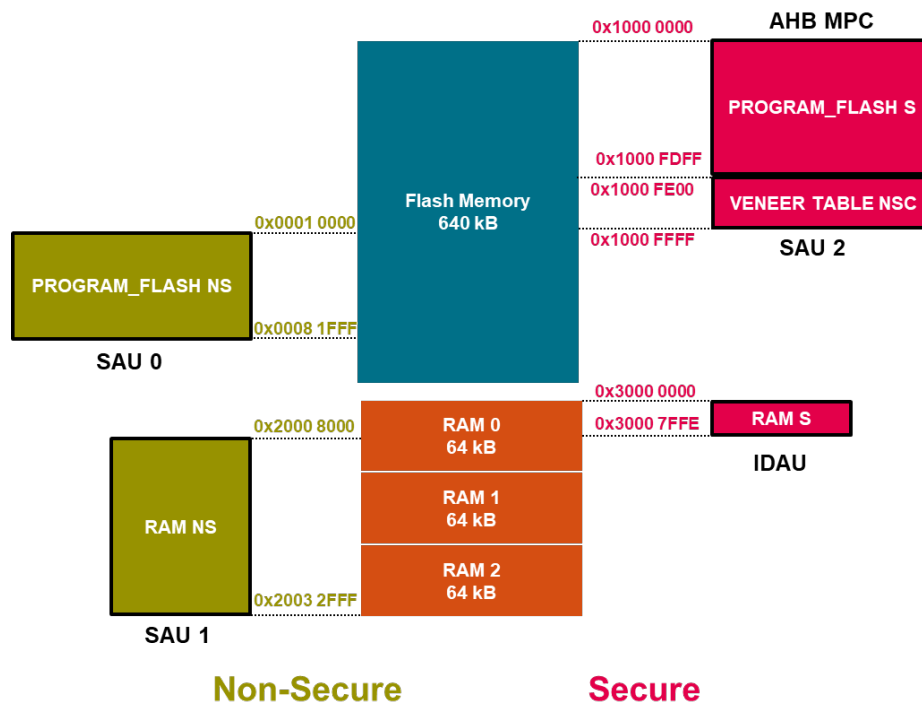 0x1000 0000
AHB MPC
PROGRAM_FLASH S
0x1000 FDFF
0x1000 FE00
VENEER TABLE NSC
0x1000 FFFF
SAU 2
Flash Memory
640 kB
0x0001 0000
PROGRAM_FLASH NS
0x0008 1FFF
SAU 0
0x3000 0000
RAM S
0x3000 7FFE
IDAU
0x2000 8000
RAM 0
64 kB
RAM 1
64 kB
RAM 2
64 kB
RAM NS
0x2003 2FFF
SAU 1
Non-Secure
Secure